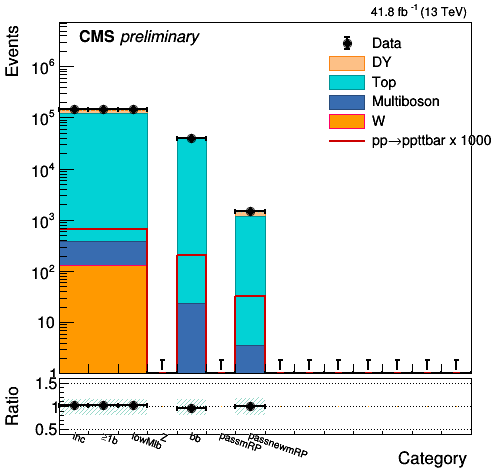 41.8 fb⁻¹ (13 TeV)
Events
CMS preliminary
Data
DY
Top
Multiboson
W
pp→ppttbar x 1000
10⁶
10⁵
10⁴
10³
10²
10
1
Ratio
1.5
1
0.5
inc
≥1b
lowMlb
Z
bb
passmRP
passnewmRP
Category